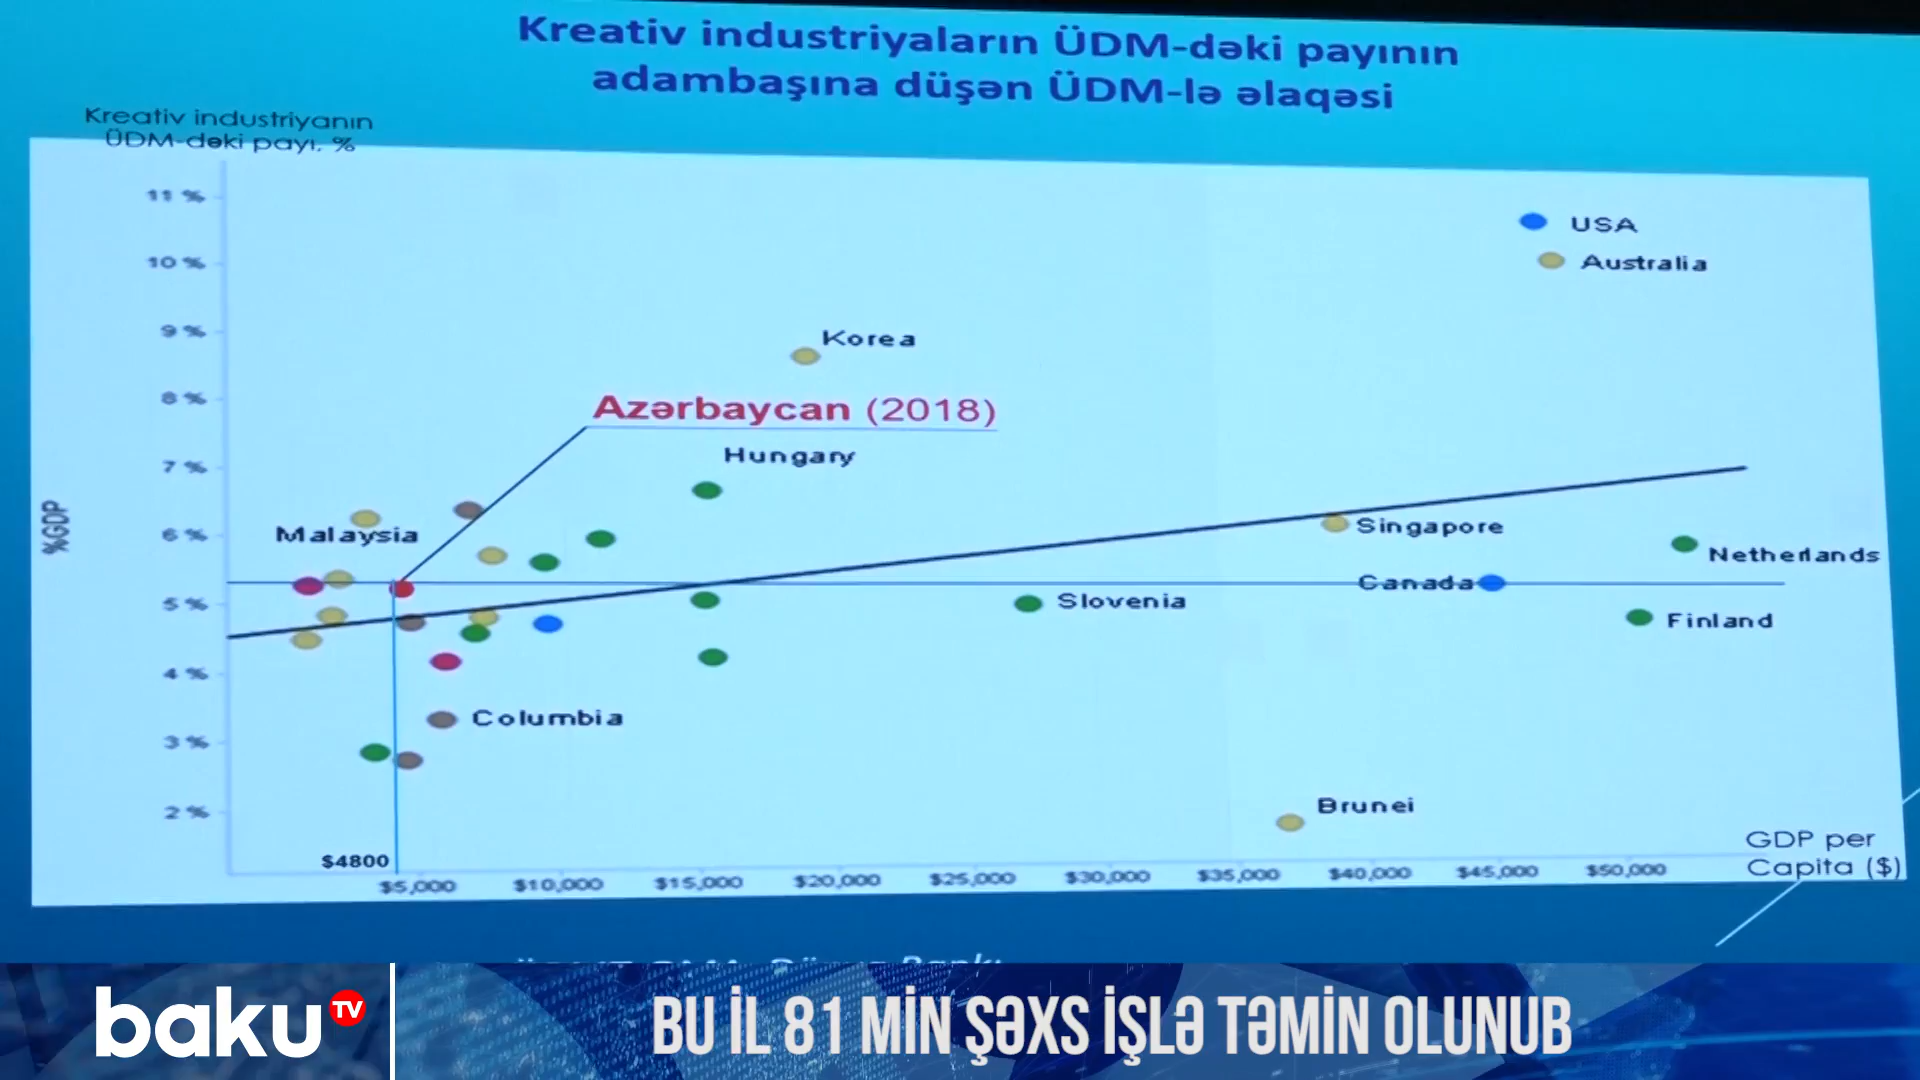 Kreativ industriyaların ÜDM-dəki payının
adambaşına düşən ÜDM-lə əlaqəsi
Kreativ industriyanın
ÜDM-dəki payı, %
11 %
USA
10 %
Australia
9 %
Korea
8 %
Azərbaycan (2018)
Hungary
7 %
%GDP
6 %
Malaysia
Singapore
Netherlands
Canada
5 %
Slovenia
Finland
4 %
Columbia
3 %
2 %
Brunei
GDP per
Capita ($)
$4800
$5,000 $10,000 $15,000 $20,000 $25,000 $30,000 $35,000 $40,000 $45,000 $50,000
baku TV
BU İL 81 MİN ŞƏXS İŞLƏ TƏMİN OLUNUB